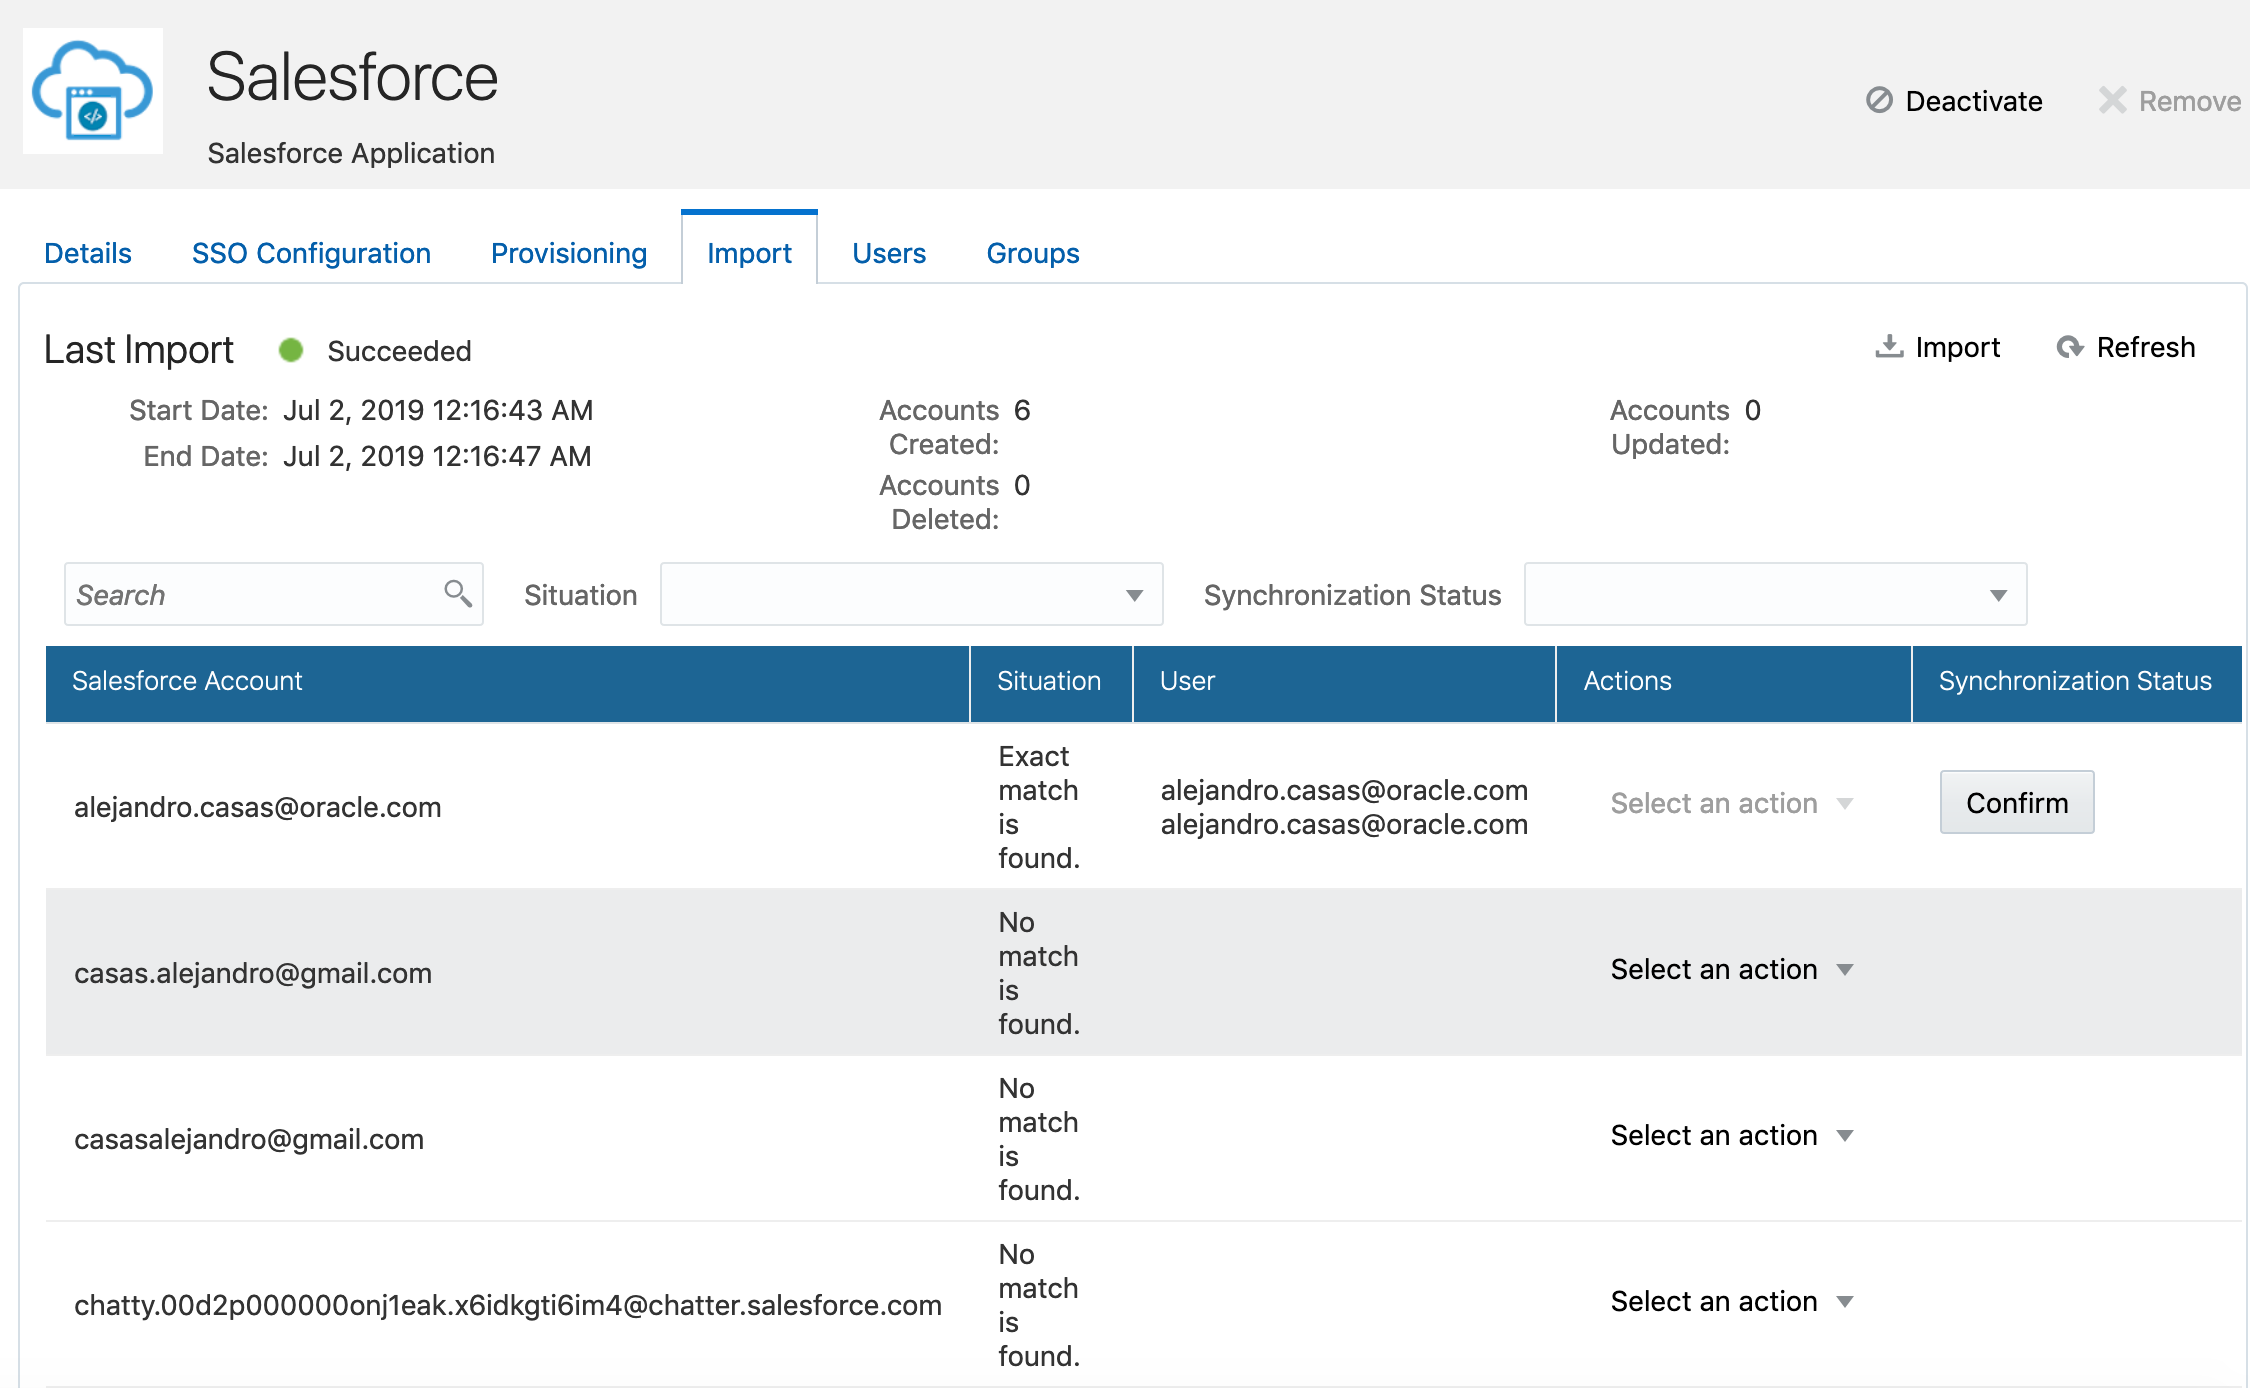 Salesforce
Salesforce Application
Deactivate
Remove
Details
SSO Configuration
Provisioning
Import
Users
Groups
Last Import
Succeeded
Import
Refresh
Start Date: Jul 2, 2019 12:16:43 AM
End Date: Jul 2, 2019 12:16:47 AM
Accounts 6
Created:
Accounts 0
Deleted:
Accounts 0
Updated:
Search
Situation
Synchronization Status
Salesforce Account
Situation
User
Actions
Synchronization Status
alejandro.casas@oracle.com
Exact
match
is
found.
alejandro.casas@oracle.com
alejandro.casas@oracle.com
Select an action
Confirm
casas.alejandro@gmail.com
No
match
is
found.
Select an action
casasalejandro@gmail.com
No
match
is
found.
Select an action
chatty.00d2p000000onj1eak.x6idkgti6im4@chatter.salesforce.com
No
match
is
found.
Select an action